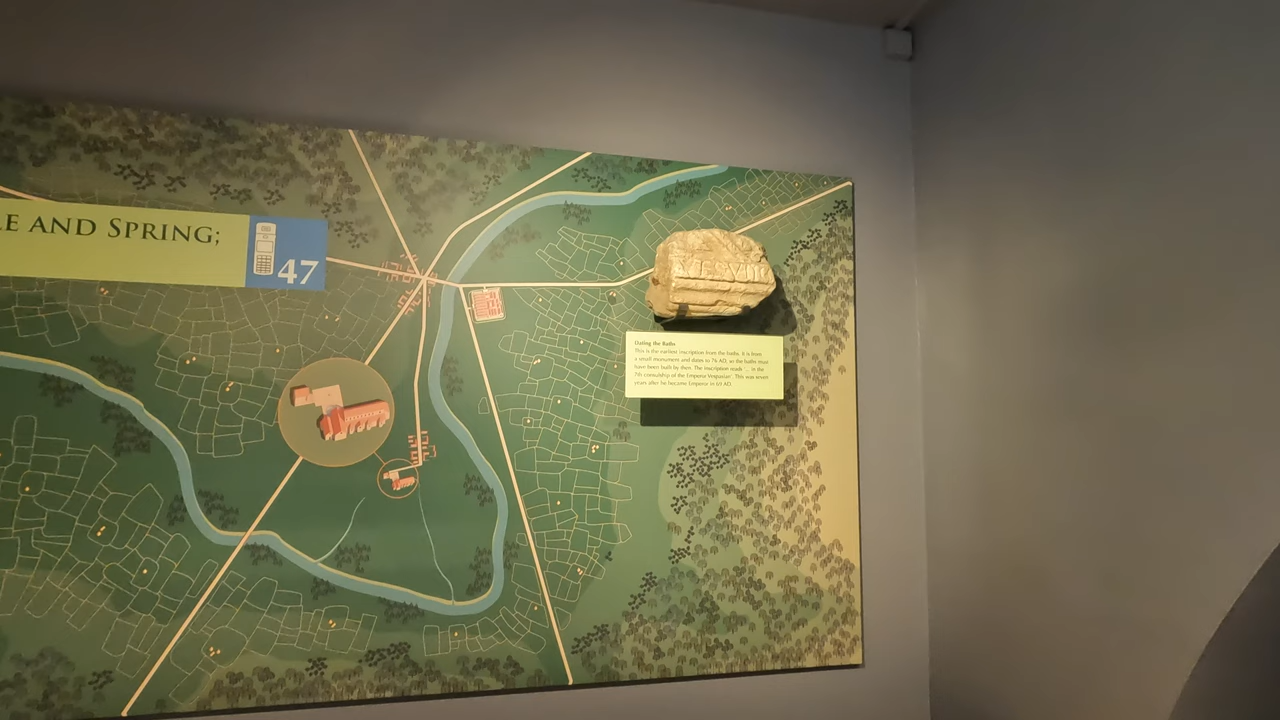 LE AND SPRING;
47
VESVIR
Dating the Baths
This is the earliest inscription from the baths. It is from
a small monument and dates to 76 AD, so the baths must
have been built by then. The inscription reads '... in the
7th consulship of the Emperor Vespasian'. This was seven
years after he became Emperor in 69 AD.